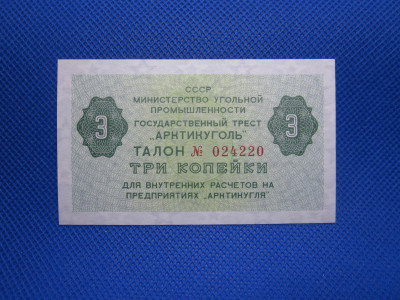 СССР
МИНИСТЕРСТВО УГОЛЬНОЙ
ПРОМЫШЛЕННОСТИ
ГОСУДАРСТВЕННЫЙ ТРЕСТ
„АРКТИКУГОЛЬ"
3 ТАЛОН № 024220 3
ТРИ КОПЕЙКИ
ДЛЯ ВНУТРЕННИХ РАСЧЕТОВ НА
ПРЕДПРИЯТИЯХ „АРКТИКУГЛЯ"